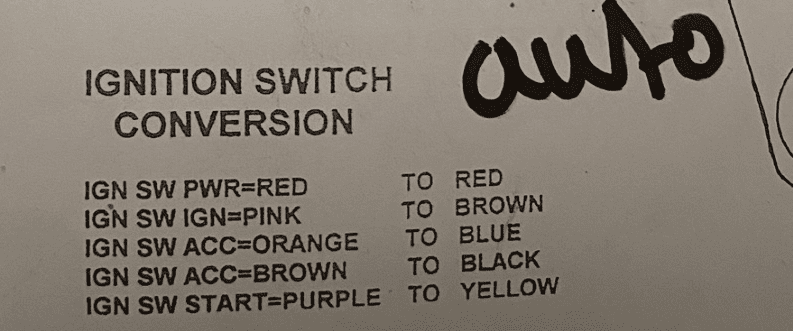 auto
IGNITION SWITCH
CONVERSION
IGN SW PWR=RED TO RED
IGN SW IGN=PINK TO BROWN
IGN SW ACC=ORANGE TO BLUE
IGN SW ACC=BROWN TO BLACK
IGN SW START=PURPLE TO YELLOW